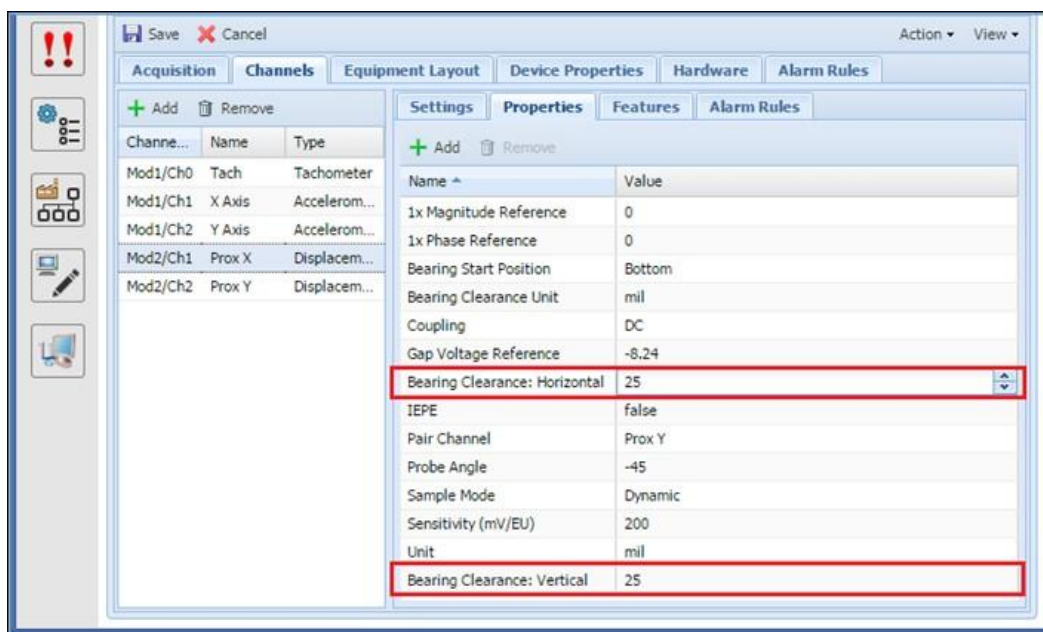 Save Cancel Action View
Acquisition Channels Equipment Layout Device Properties Hardware Alarm Rules
+ Add Remove
Channe... Name Type
Mod1/Ch0 Tach Tachometer
Mod1/Ch1 X Axis Accelerom...
Mod1/Ch2 Y Axis Accelerom...
Mod2/Ch1 Prox X Displacem...
Mod2/Ch2 Prox Y Displacem...
Settings Properties Features Alarm Rules
+ Add Remove
Name Value
1x Magnitude Reference 0
1x Phase Reference 0
Bearing Start Position Bottom
Bearing Clearance Unit mil
Coupling DC
Gap Voltage Reference -8.24
Bearing Clearance: Horizontal 25
IEPE false
Pair Channel Prox Y
Probe Angle -45
Sample Mode Dynamic
Sensitivity (mV/EU) 200
Unit mil
Bearing Clearance: Vertical 25